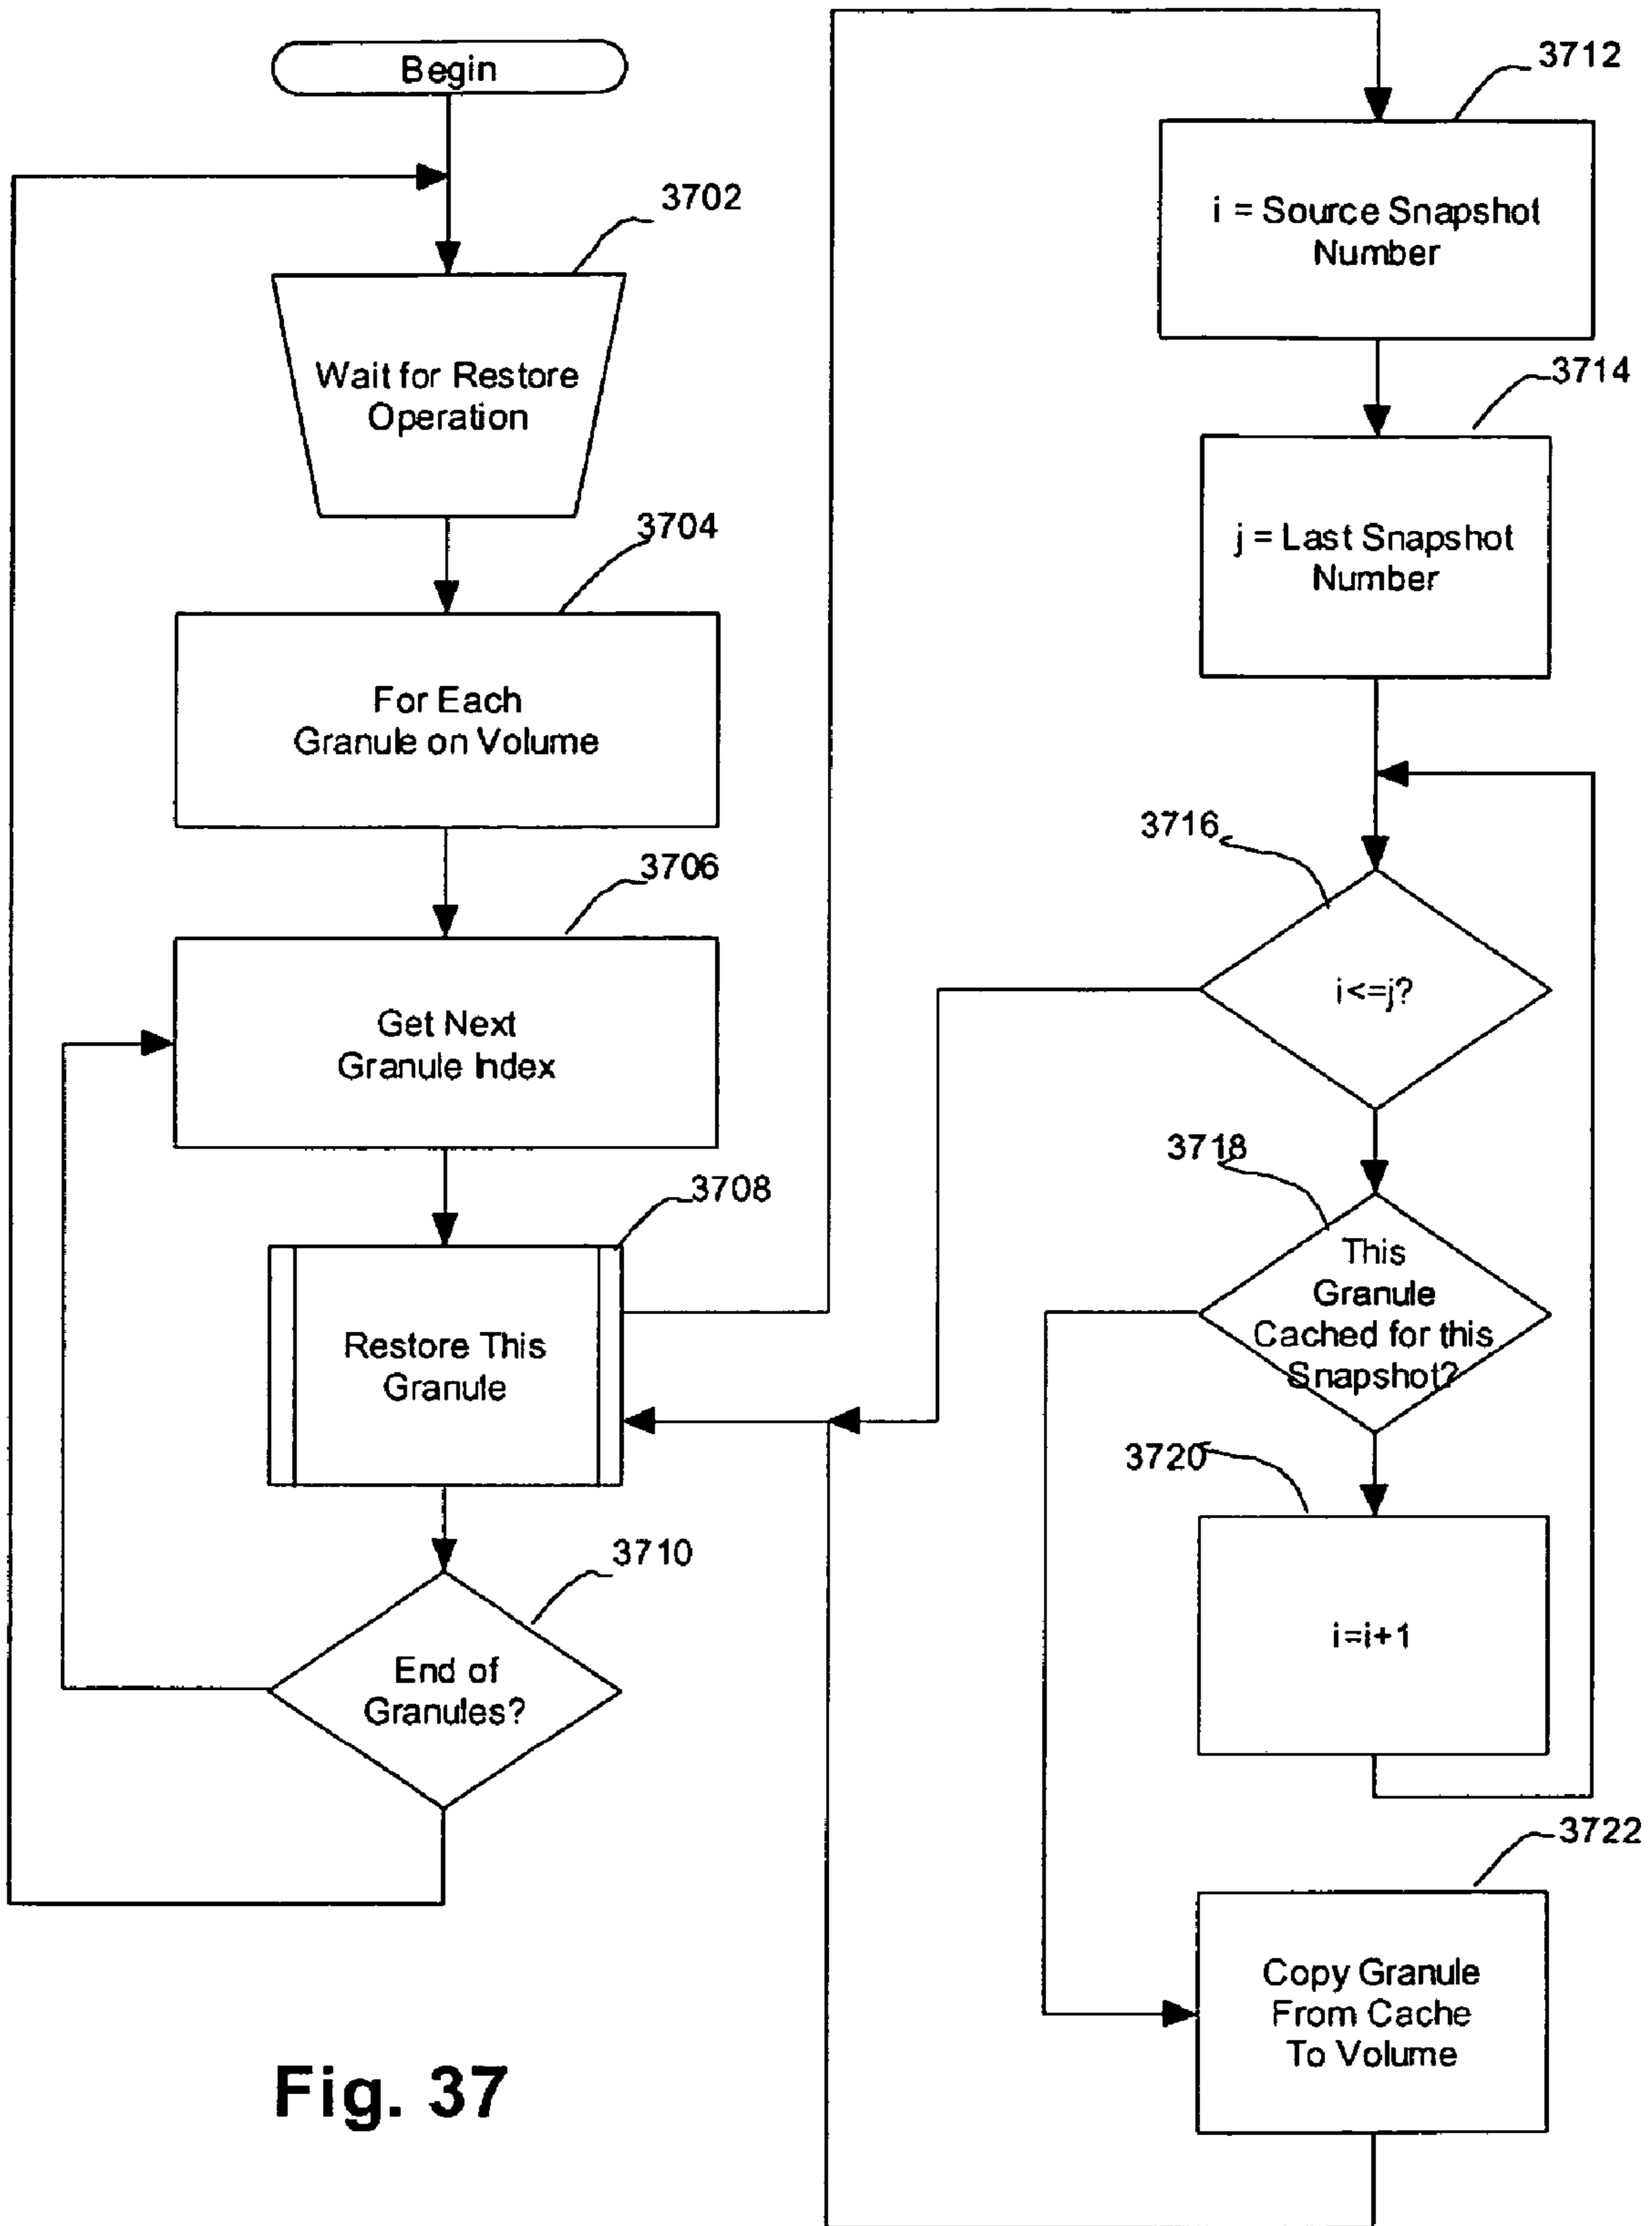 Begin
3702
Wait for Restore
Operation
3704
For Each
Granule on Volume
3706
Get Next
Granule Index
3708
Restore This
Granule
3710
End of
Granules?
3712
i = Source Snapshot
Number
3714
j = Last Snapshot
Number
3716
i<=j?
3718
This
Granule
Cached for this
Snapshot?
3720
i=i+1
3722
Copy Granule
From Cache
To Volume
Fig. 37